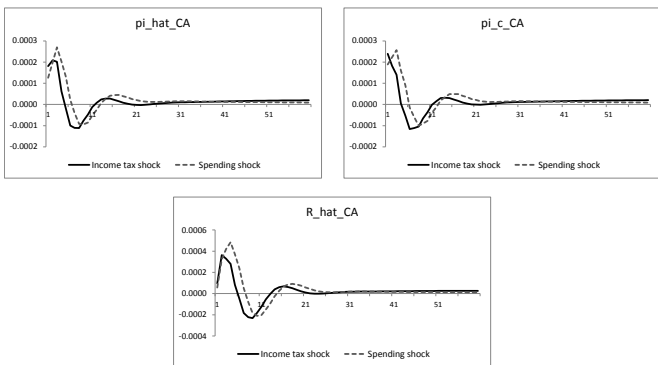 pi_hat_CA
0.0003
0.0002
0.0001
0.0000
-0.0001
-0.0002
1 11 21 31 41 51
Income tax shock Spending shock
pi_c_CA
0.0003
0.0002
0.0001
0.0000
-0.0001
-0.0002
1 11 21 31 41 51
Income tax shock Spending shock
R_hat_CA
0.0006
0.0004
0.0002
0.0000
-0.0002
-0.0004
1 11 21 31 41 51
Income tax shock Spending shock